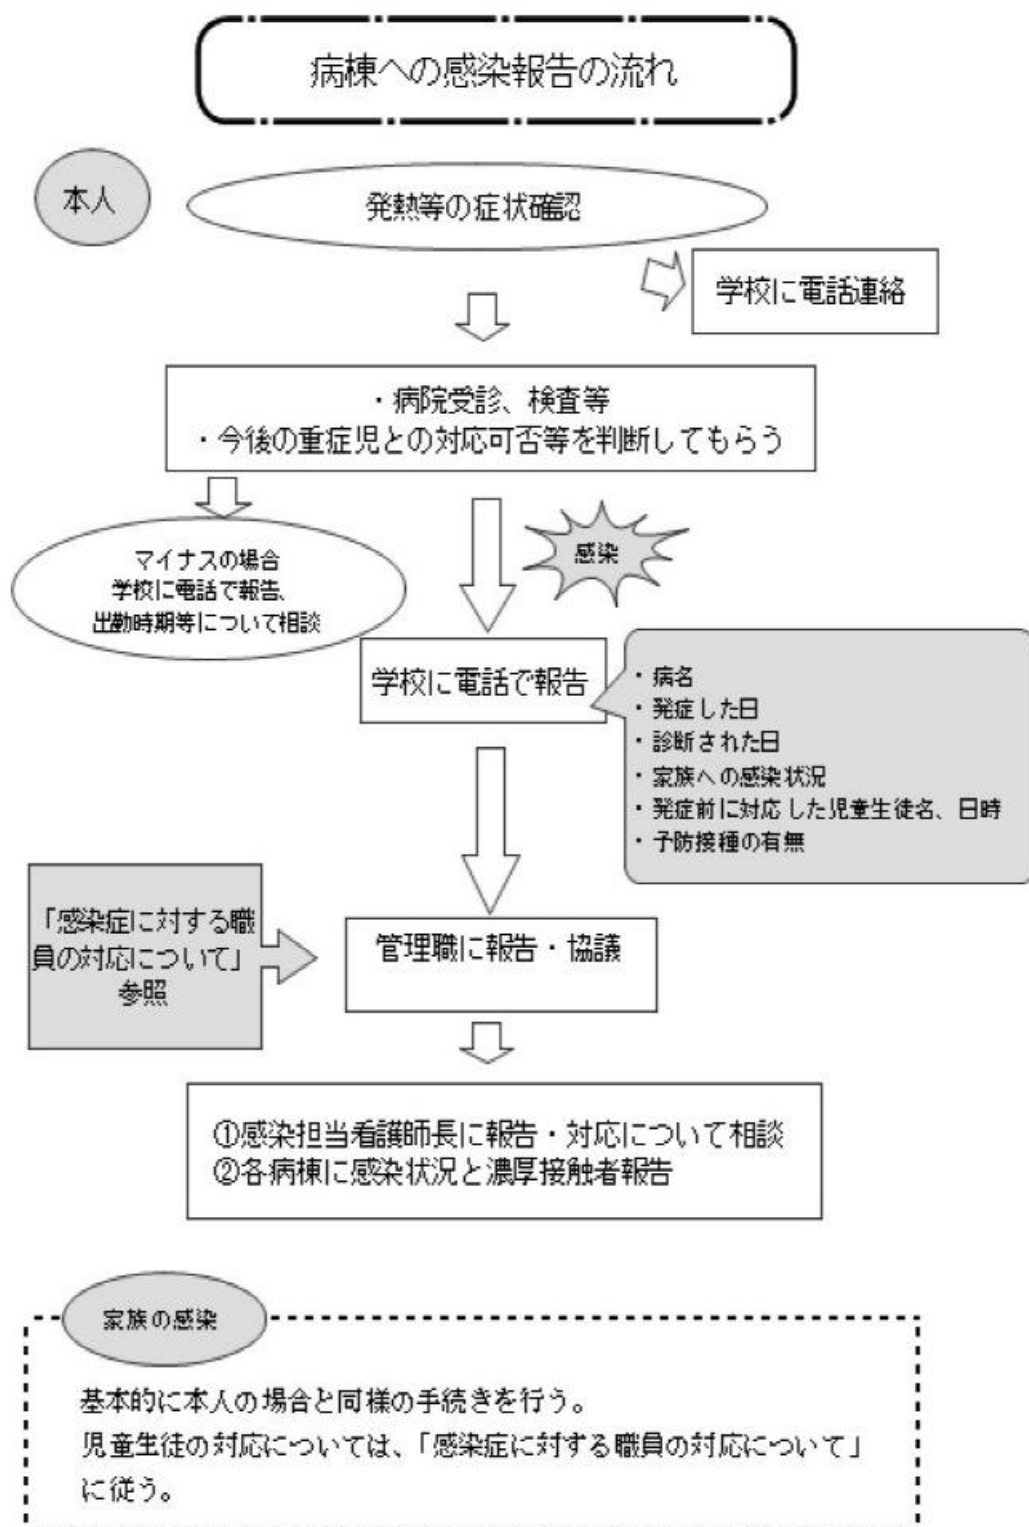 病棟への感染報告の流れ
本人
発熱等の症状確認
学校に電話連絡
・病院受診、検査等
・今後の重症児との対応可否等を判断してもらう
マイナスの場合
学校に電話で報告、
出勤時期等について相談
感染
学校に電話で報告
・病名
・発症した日
・診断された日
・家族への感染状況
・発症前に対応した児童生徒名、日時
・予防接種の有無
「感染症に対する職
員の対応について」
参照
管理職に報告・協議
①感染担当看護師長に報告・対応について相談
②各病棟に感染状況と濃厚接触者報告
家族の感染
基本的に本人の場合と同様の手続きを行う。
児童生徒の対応については、「感染症に対する職員の対応について」
に従う。